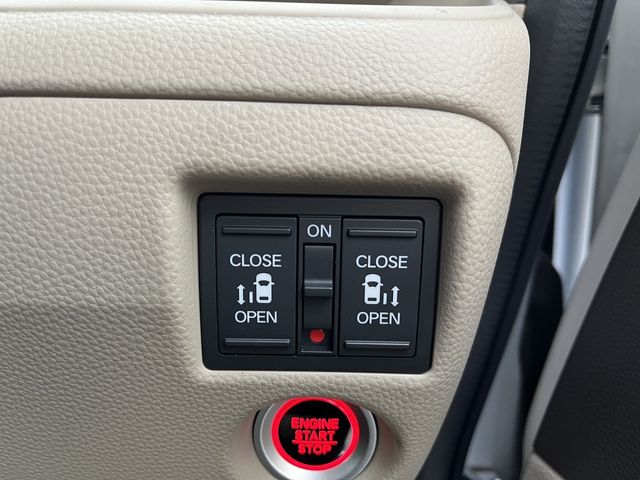 ON
CLOSE
OPEN
CLOSE
OPEN
ENGINE
START
STOP